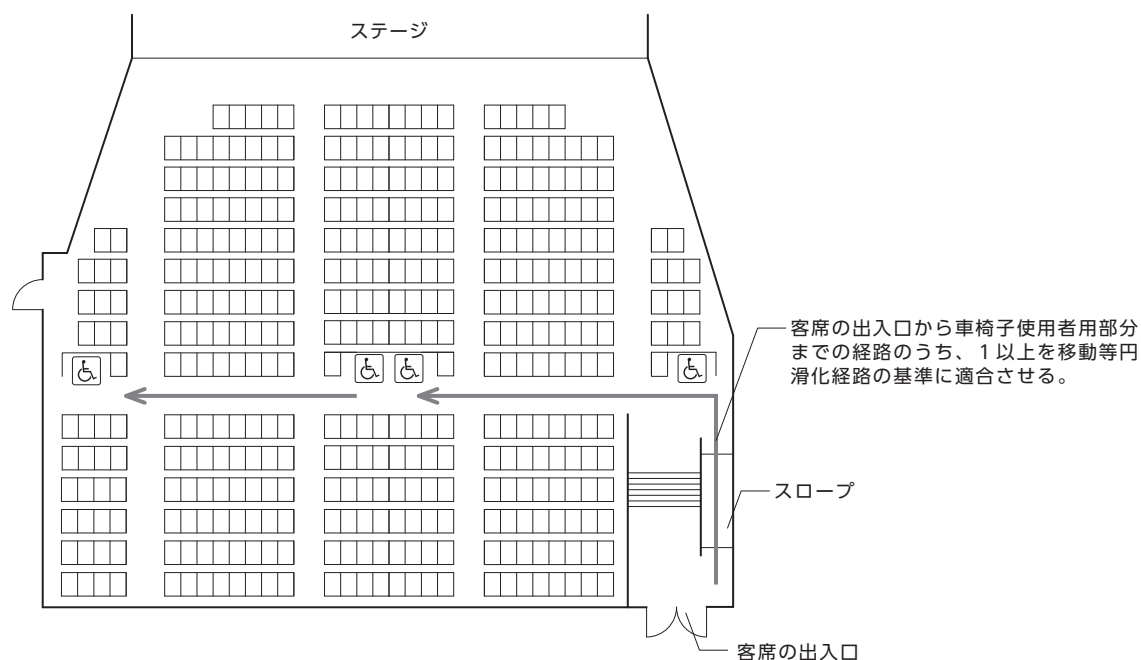 ステージ
客席の出入口から車椅子使用者用部分
までの経路のうち、１以上を移動等円
滑化経路の基準に適合させる。
スロープ
客席の出入口